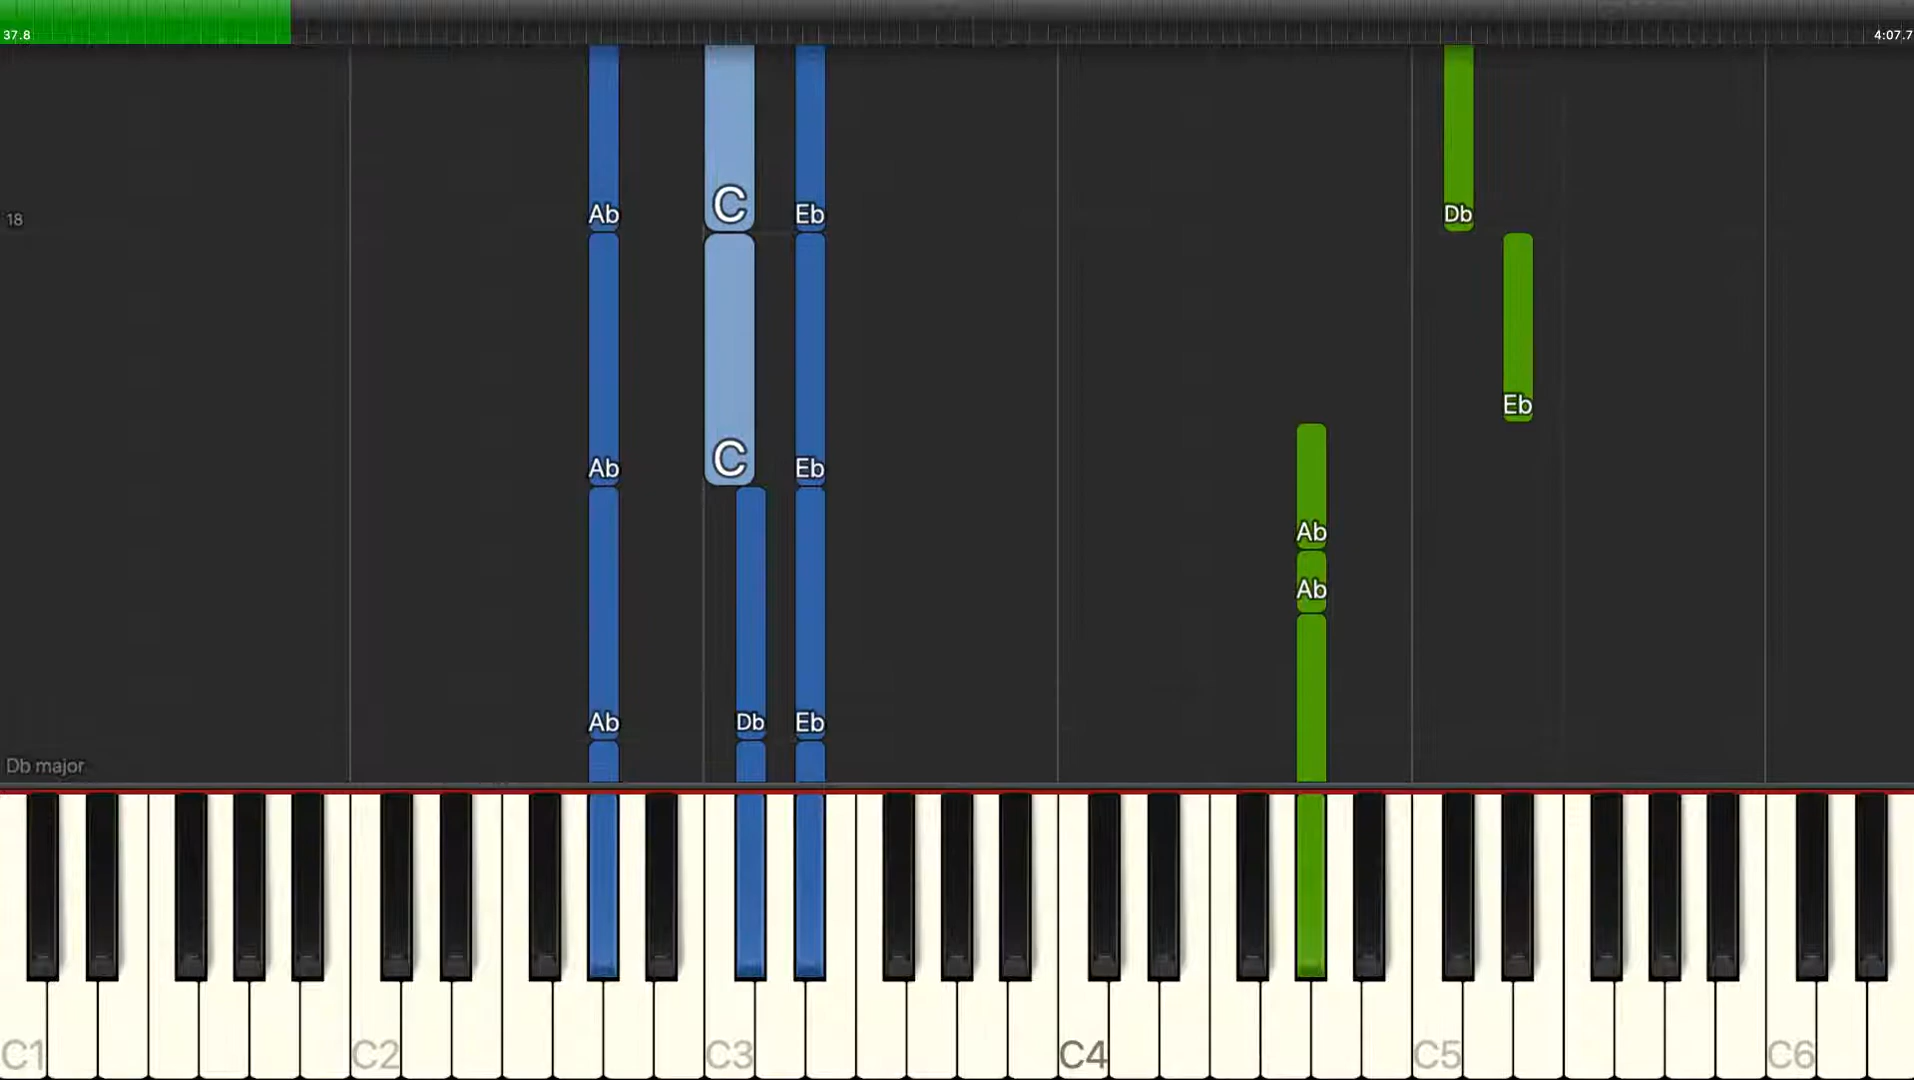 37.8 4:07.7
Ab C Eb Db
18
Eb
Ab C Eb
Ab
Ab
Ab Db Eb
Db major
C1 C2 C3 C4 C5 C6